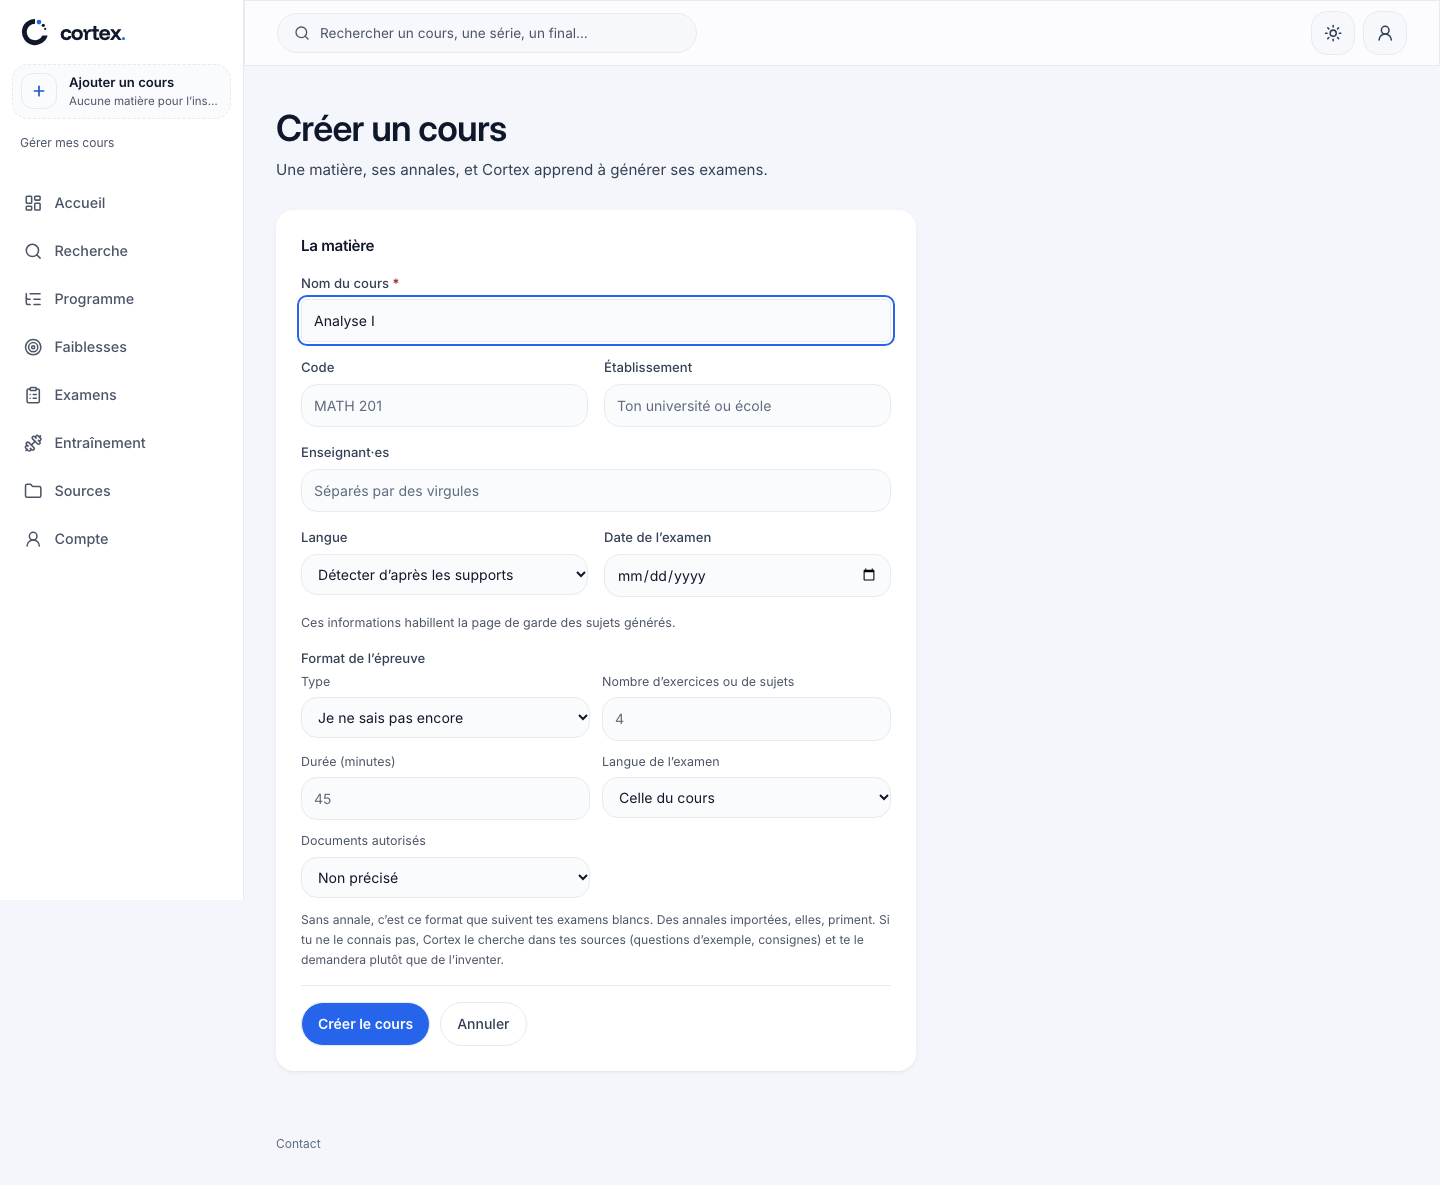 cortex.
Rechercher un cours, une série, un final...
Ajouter un cours
Aucune matière pour l’ins...
Gérer mes cours
Accueil
Recherche
Programme
Faiblesses
Examens
Entraînement
Sources
Compte
Créer un cours
Une matière, ses annales, et Cortex apprend à générer ses examens.
La matière
Nom du cours *
Analyse I
Code
Établissement
MATH 201
Ton université ou école
Enseignant·es
Séparés par des virgules
Langue
Date de l’examen
Détecter d’après les supports
mm/dd/yyyy
Ces informations habillent la page de garde des sujets générés.
Format de l’épreuve
Type
Nombre d’exercices ou de sujets
Je ne sais pas encore
4
Durée (minutes)
Langue de l’examen
45
Celle du cours
Documents autorisés
Non précisé
Sans annale, c’est ce format que suivent tes examens blancs. Des annales importées, elles, priment. Si
tu ne le connais pas, Cortex le cherche dans tes sources (questions d’exemple, consignes) et te le
demandera plutôt que de l’inventer.
Créer le cours
Annuler
Contact